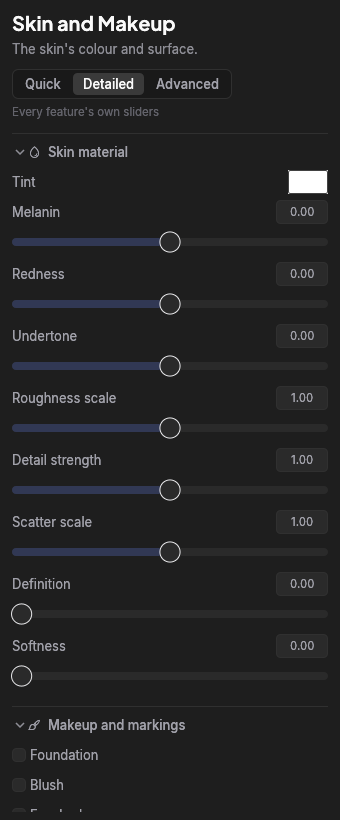 Skin and Makeup
The skin's colour and surface.
Quick Detailed Advanced
Every feature's own sliders
Skin material
Tint
Melanin 0.00
Redness 0.00
Undertone 0.00
Roughness scale 1.00
Detail strength 1.00
Scatter scale 1.00
Definition 0.00
Softness 0.00
Makeup and markings
Foundation
Blush